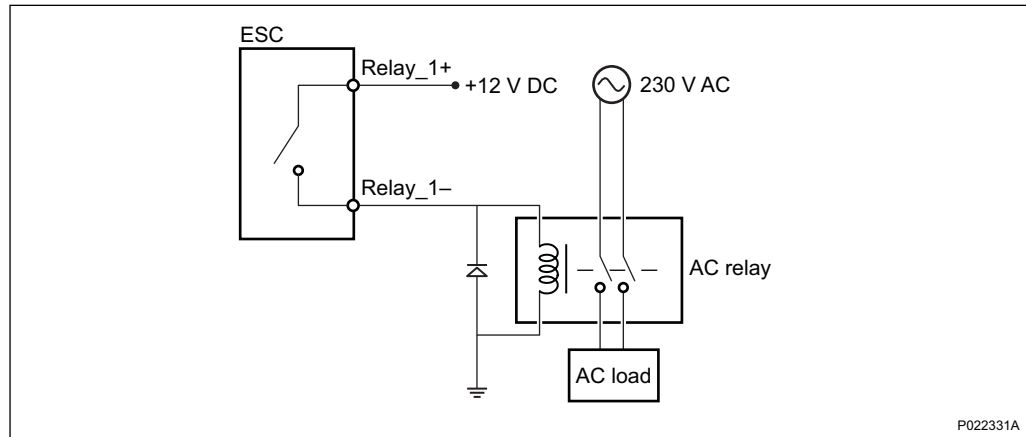 ESC
Relay_1+
+12 V DC
230 V AC
Relay_1–
AC relay
AC load
P022331A